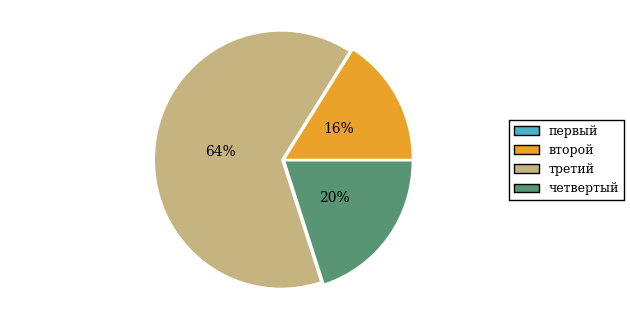 16%
64%
20%
первый
второй
третий
четвертый